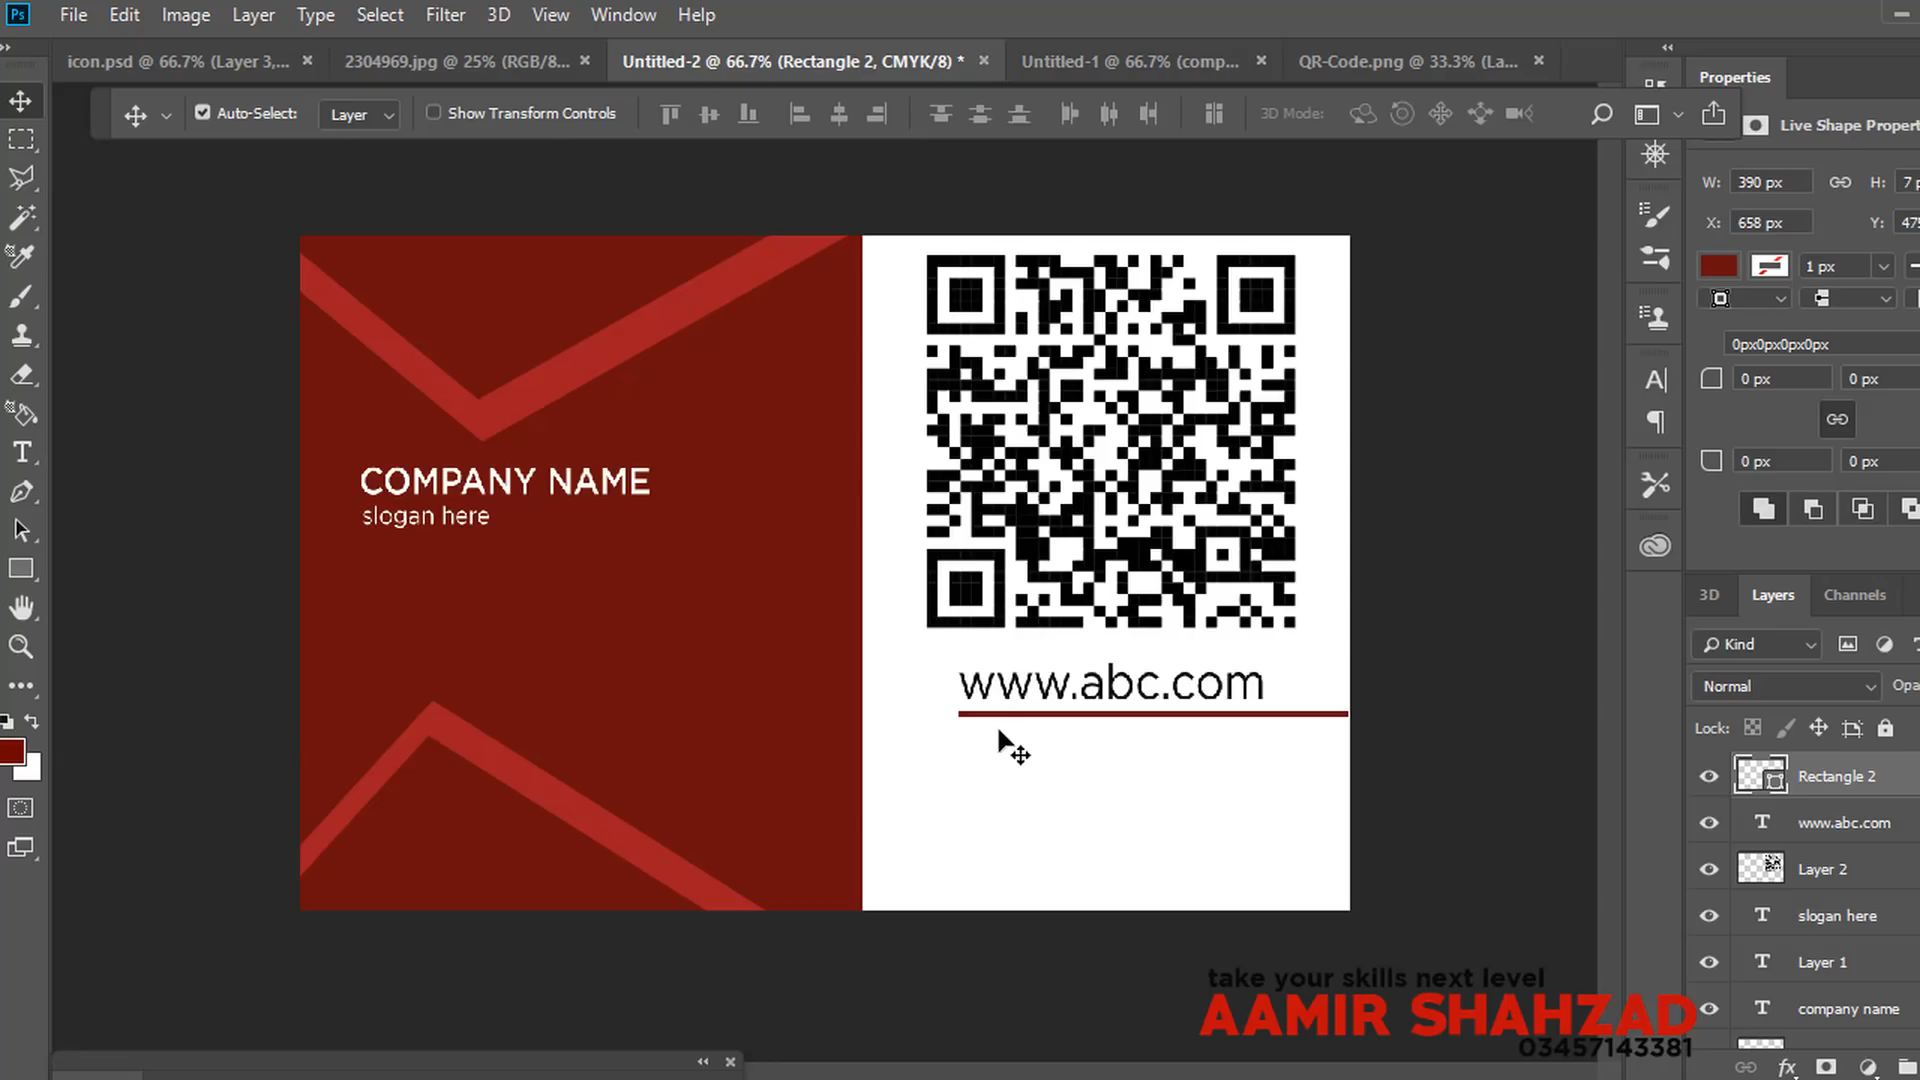 Ps File Edit Image Layer Type Select Filter 3D View Window Help
icon.psd @ 66.7% (Layer 3,... × 2304969.jpg @ 25% (RGB/8... × Untitled-2 @ 66.7% (Rectangle 2, CMYK/8) * × Untitled-1 @ 66.7% (comp... × QR-Code.png @ 33.3% (La... ×
Auto-Select: Layer Show Transform Controls 3D Mode:
Properties
Live Shape Propert
W: 390 px H: 7 p
X: 658 px Y: 475
1 px
0px0px0px0px
0 px 0 px
0 px 0 px
COMPANY NAME
slogan here
www.abc.com
3D Layers Channels
Kind
Normal Opa
Lock:
Rectangle 2
www.abc.com
Layer 2
slogan here
Layer 1
company name
fx
take your skills next level
AAMIR SHAHZAD
03457143381